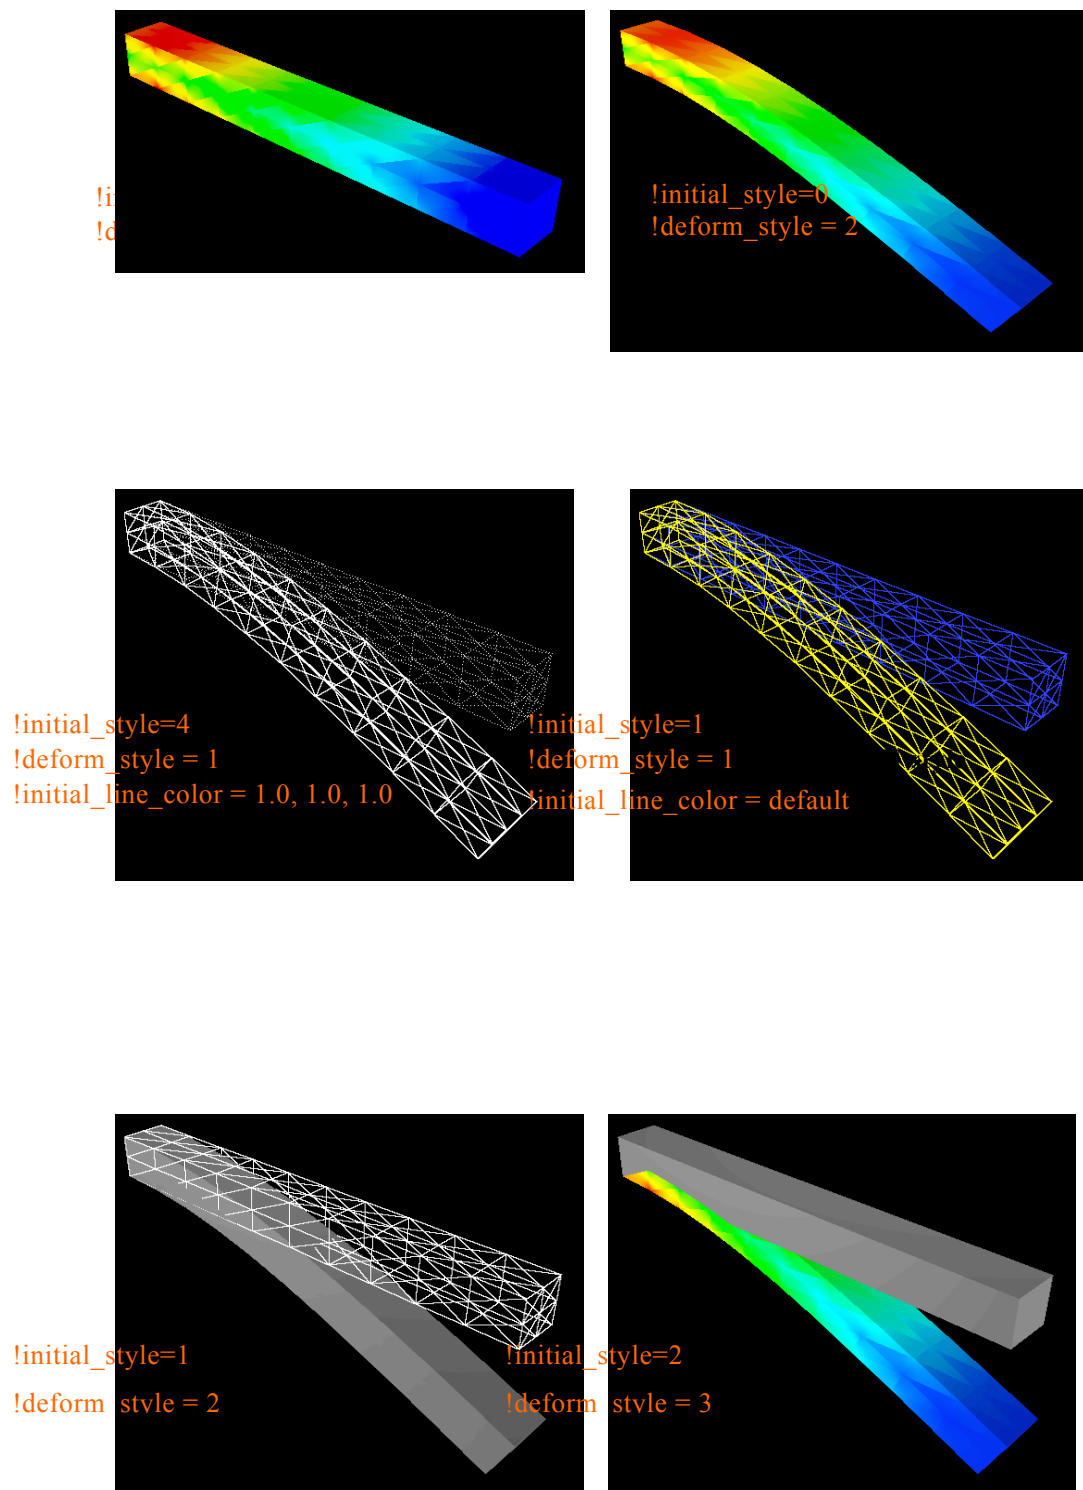 !initial_style=0
!deform_style = 2
!initial_style=4
!deform_style = 1
!initial_line_color = 1.0, 1.0, 1.0
!initial_style=1
!deform_style = 1
!initial_line_color = default
!initial_style=1
!deform_style = 2
!initial_style=2
!deform_style = 3